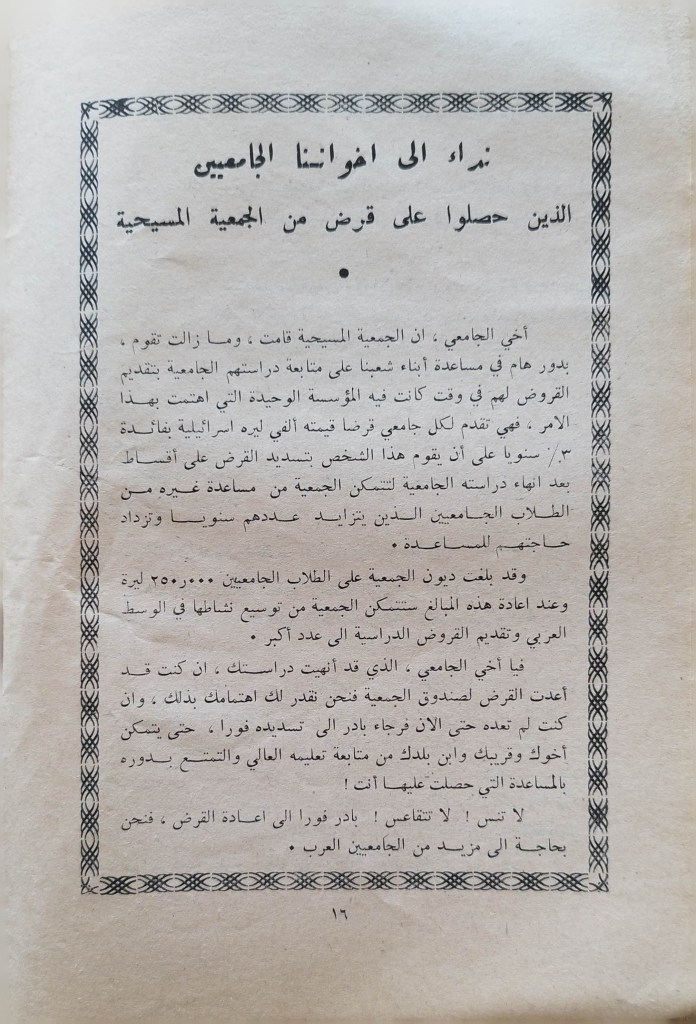 نداء الى اخواننا الجامعيين
الذين حصلوا على قرض من الجمعية المسيحية
●
أخي الجامعي ، ان الجمعية المسيحية قامت ، وما زالت تقوم ،
بدور هام في مساعدة أبناء شعبنا على متابعة دراستهم الجامعية بتقديم
القروض لهم في وقت كانت فيه المؤسسة الوحيدة التي اهتمت بهذا
الامر ، فهي تقدم لكل جامعي قرضا قيمته ألفي ليره اسرائيلية بفائدة
٣٪ سنويا على أن يقوم هذا الشخص بتسديد القرض على أقساط
بعد انهاء دراسته الجامعية لتتمكن الجمعية من مساعدة غيره من
الطلاب الجامعيين الذين يتزايد عددهم سنويا وتزداد
حاجتهم للمساعدة ٠
وقد بلغت ديون الجمعية على الطلاب الجامعيين ٢٥٠ر٠٠٠ ليرة
وعند اعادة هذه المبالغ ستتمكن الجمعية من توسيع نشاطها في الوسط
العربي وتقديم القروض الدراسية الى عدد أكبر ٠
فيا أخي الجامعي ، الذي قد أنهيت دراستك ، ان كنت قد
أعدت القرض لصندوق الجمعية فنحن نقدر لك اهتمامك بذلك ، وان
كنت لم تعده حتى الان فرجاء بادر الى تسديده فورا ، حتى يتمكن
أخوك وقريبك وابن بلدك من متابعة تعليمه العالي والتمتع بدوره
بالمساعدة التي حصلت عليها أنت !
لا تنس ! لا تتقاعس ! بادر فورا الى اعادة القرض ، فنحن
بحاجة الى مزيد من الجامعيين العرب ٠
١٦